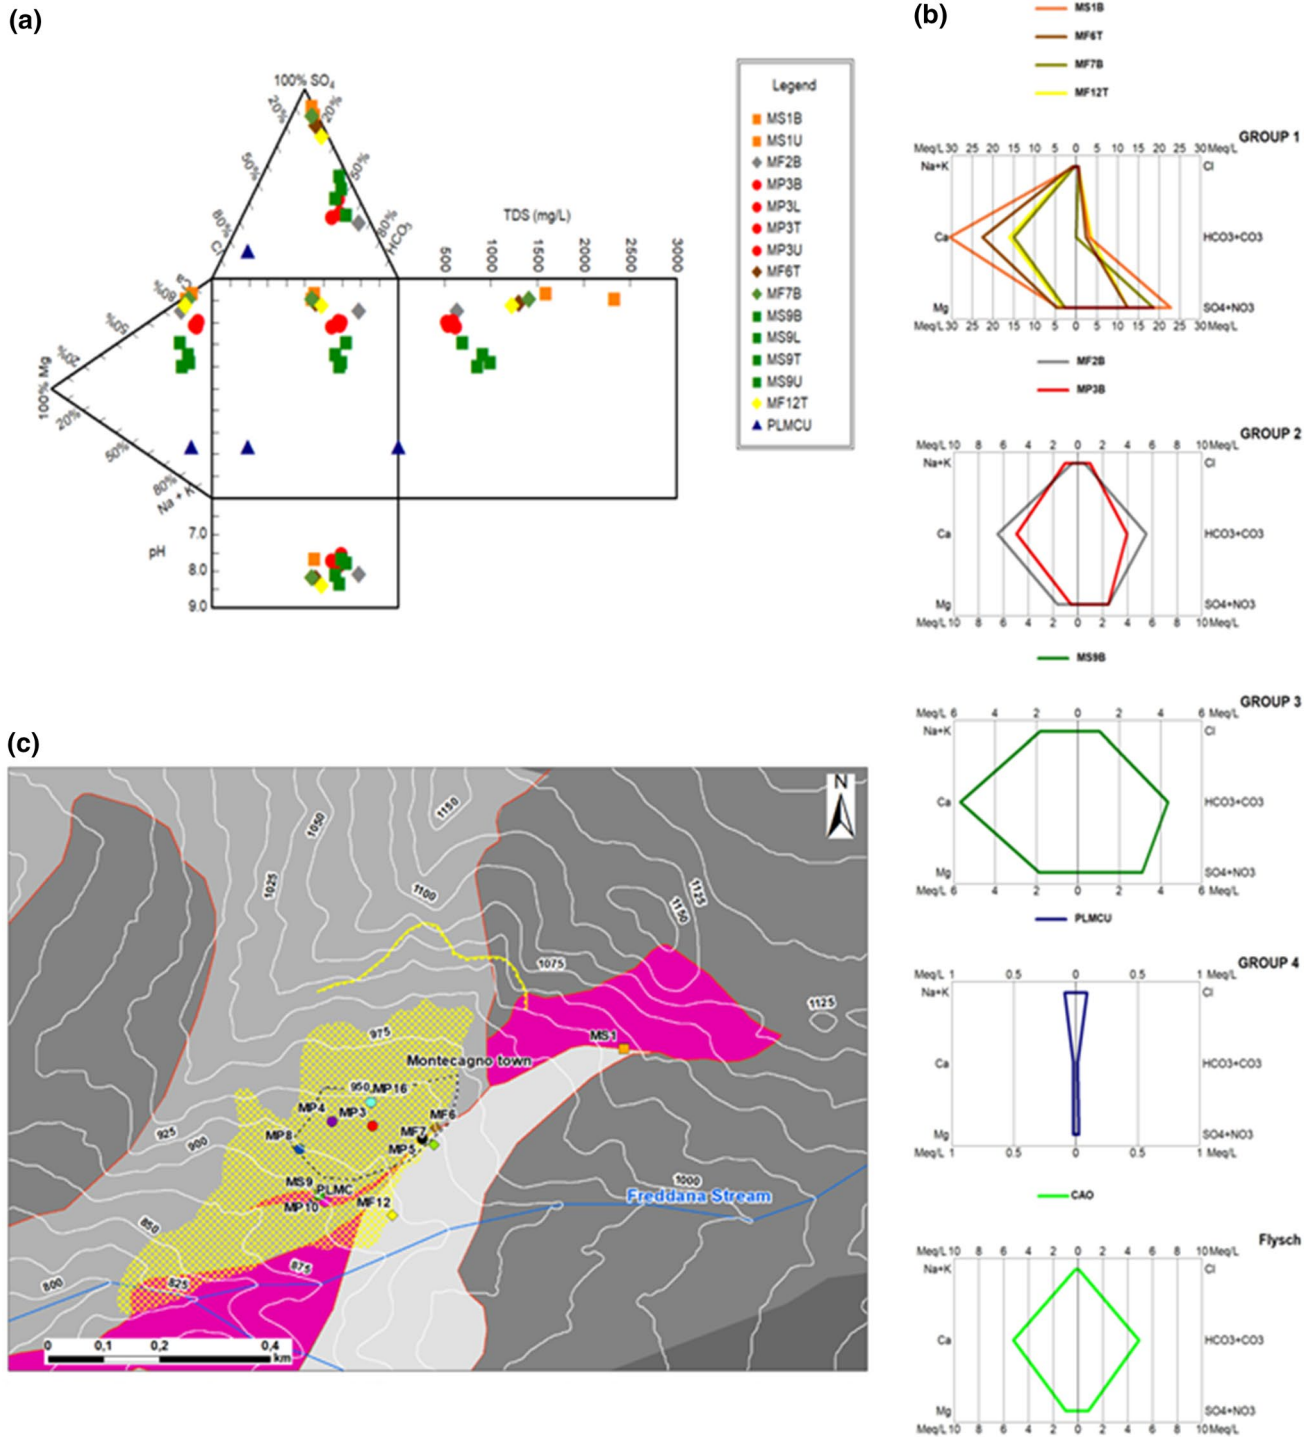 (a)
100% SO4
20%
20%
50%
50%
80%
80%
Cl
HCO3
TDS (mg/L)
500
1000
1500
2000
2500
3000
Ca
80%
50%
20%
100% Mg
20%
50%
80%
Na + K
pH
7.0
8.0
9.0
Legend
MS1B
MS1U
MF2B
MP3B
MP3L
MP3T
MP3U
MF6T
MF7B
MS9B
MS9L
MS9T
MS9U
MF12T
PLMCU
(b)
MS1B
MF6T
MF7B
MF12T
GROUP 1
Meq/L 30 25 20 15 10 5 0 5 10 15 20 25 30 Meq/L
Na+K Cl
Ca HCO3+CO3
Mg SO4+NO3
Meq/L 30 25 20 15 10 5 0 5 10 15 20 25 30 Meq/L
MF2B
MP3B
GROUP 2
Meq/L 10 8 6 4 2 0 2 4 6 8 10 Meq/L
Na+K Cl
Ca HCO3+CO3
Mg SO4+NO3
Meq/L 10 8 6 4 2 0 2 4 6 8 10 Meq/L
MS9B
GROUP 3
Meq/L 6 4 2 0 2 4 6 Meq/L
Na+K Cl
Ca HCO3+CO3
Mg SO4+NO3
Meq/L 6 4 2 0 2 4 6 Meq/L
PLMCU
GROUP 4
Meq/L 1 0.5 0 0.5 1 Meq/L
Na+K Cl
Ca HCO3+CO3
Mg SO4+NO3
Meq/L 1 0.5 0 0.5 1 Meq/L
CAO
Flysch
Meq/L 10 8 6 4 2 0 2 4 6 8 10 Meq/L
Na+K Cl
Ca HCO3+CO3
Mg SO4+NO3
Meq/L 10 8 6 4 2 0 2 4 6 8 10 Meq/L
(c)
N
1150
1050
1025
1100
1125
1150
1075
1125
MS1
975
Montecagno town
950 MP16
MP4 MP3
MF6
925
900
MP8
MF7
MP5
MS9
PLMC
MP10
MF12
1000
Freddana Stream
850
875
825
800
0 0,1 0,2 0,4
km